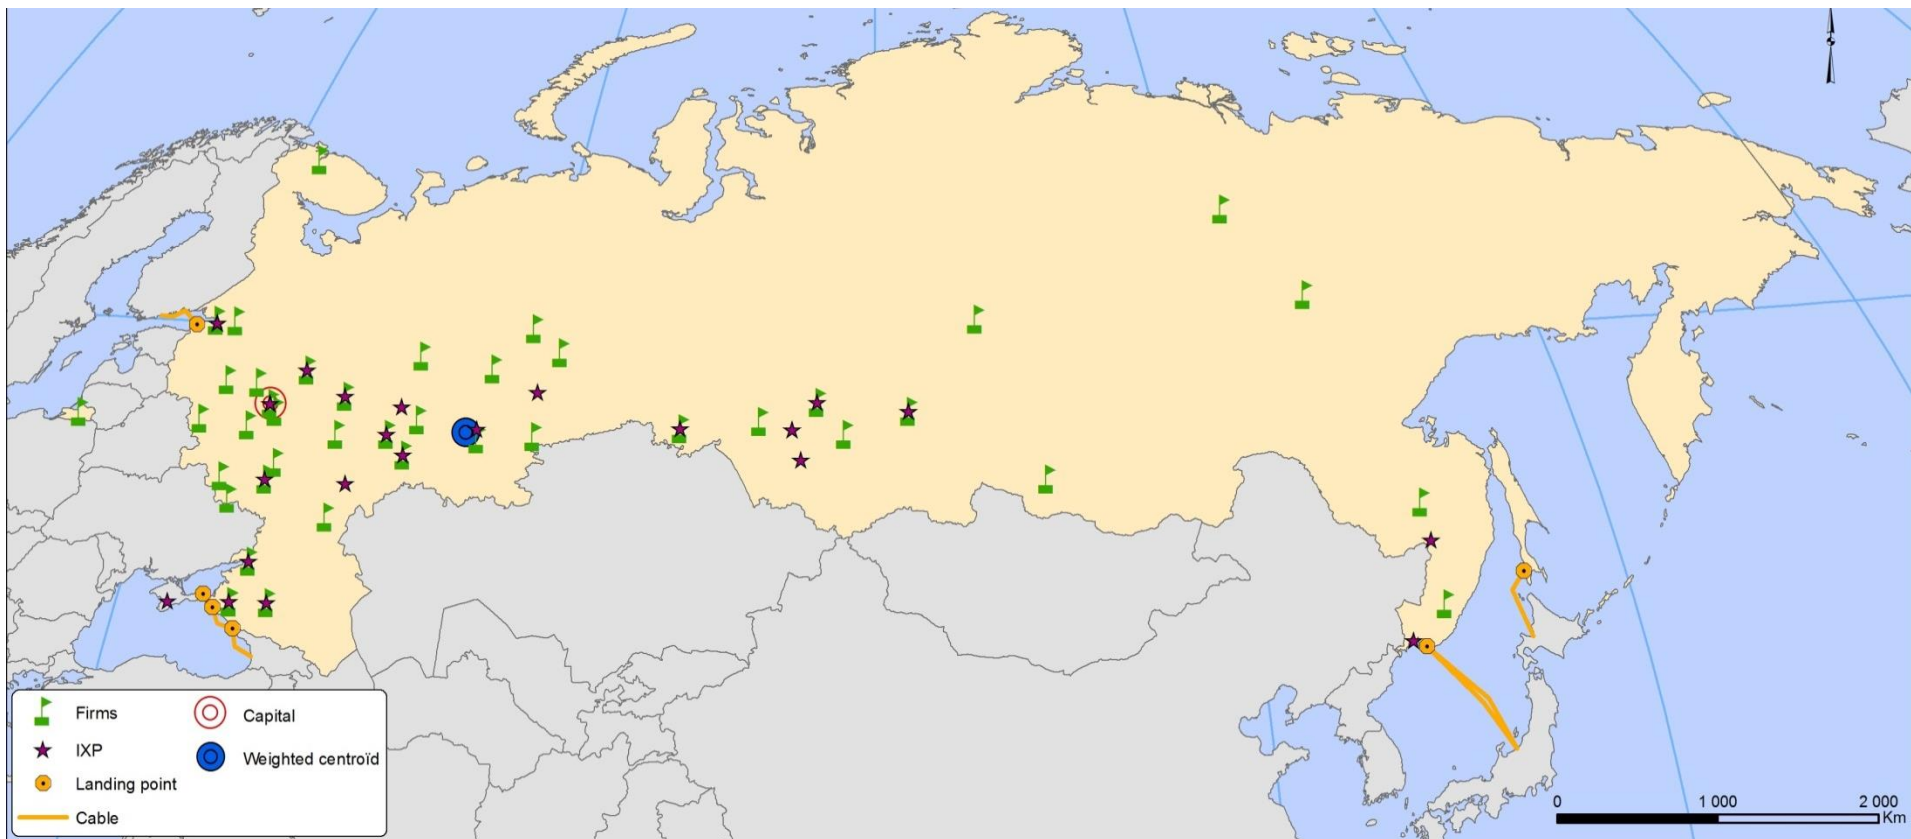 Firms
Capital
IXP
Weighted centroïd
Landing point
Cable
0 1 000 2 000
Km